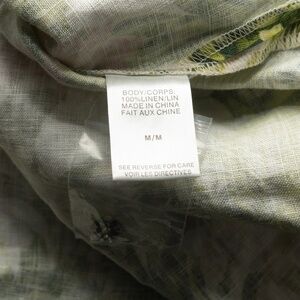 BODY/CORPS:
100%LINEN/LIN
MADE IN CHINA
FAIT AUX CHINE
M/M
SEE REVERSE FOR CARE
VOIR LES DIRECTIVES